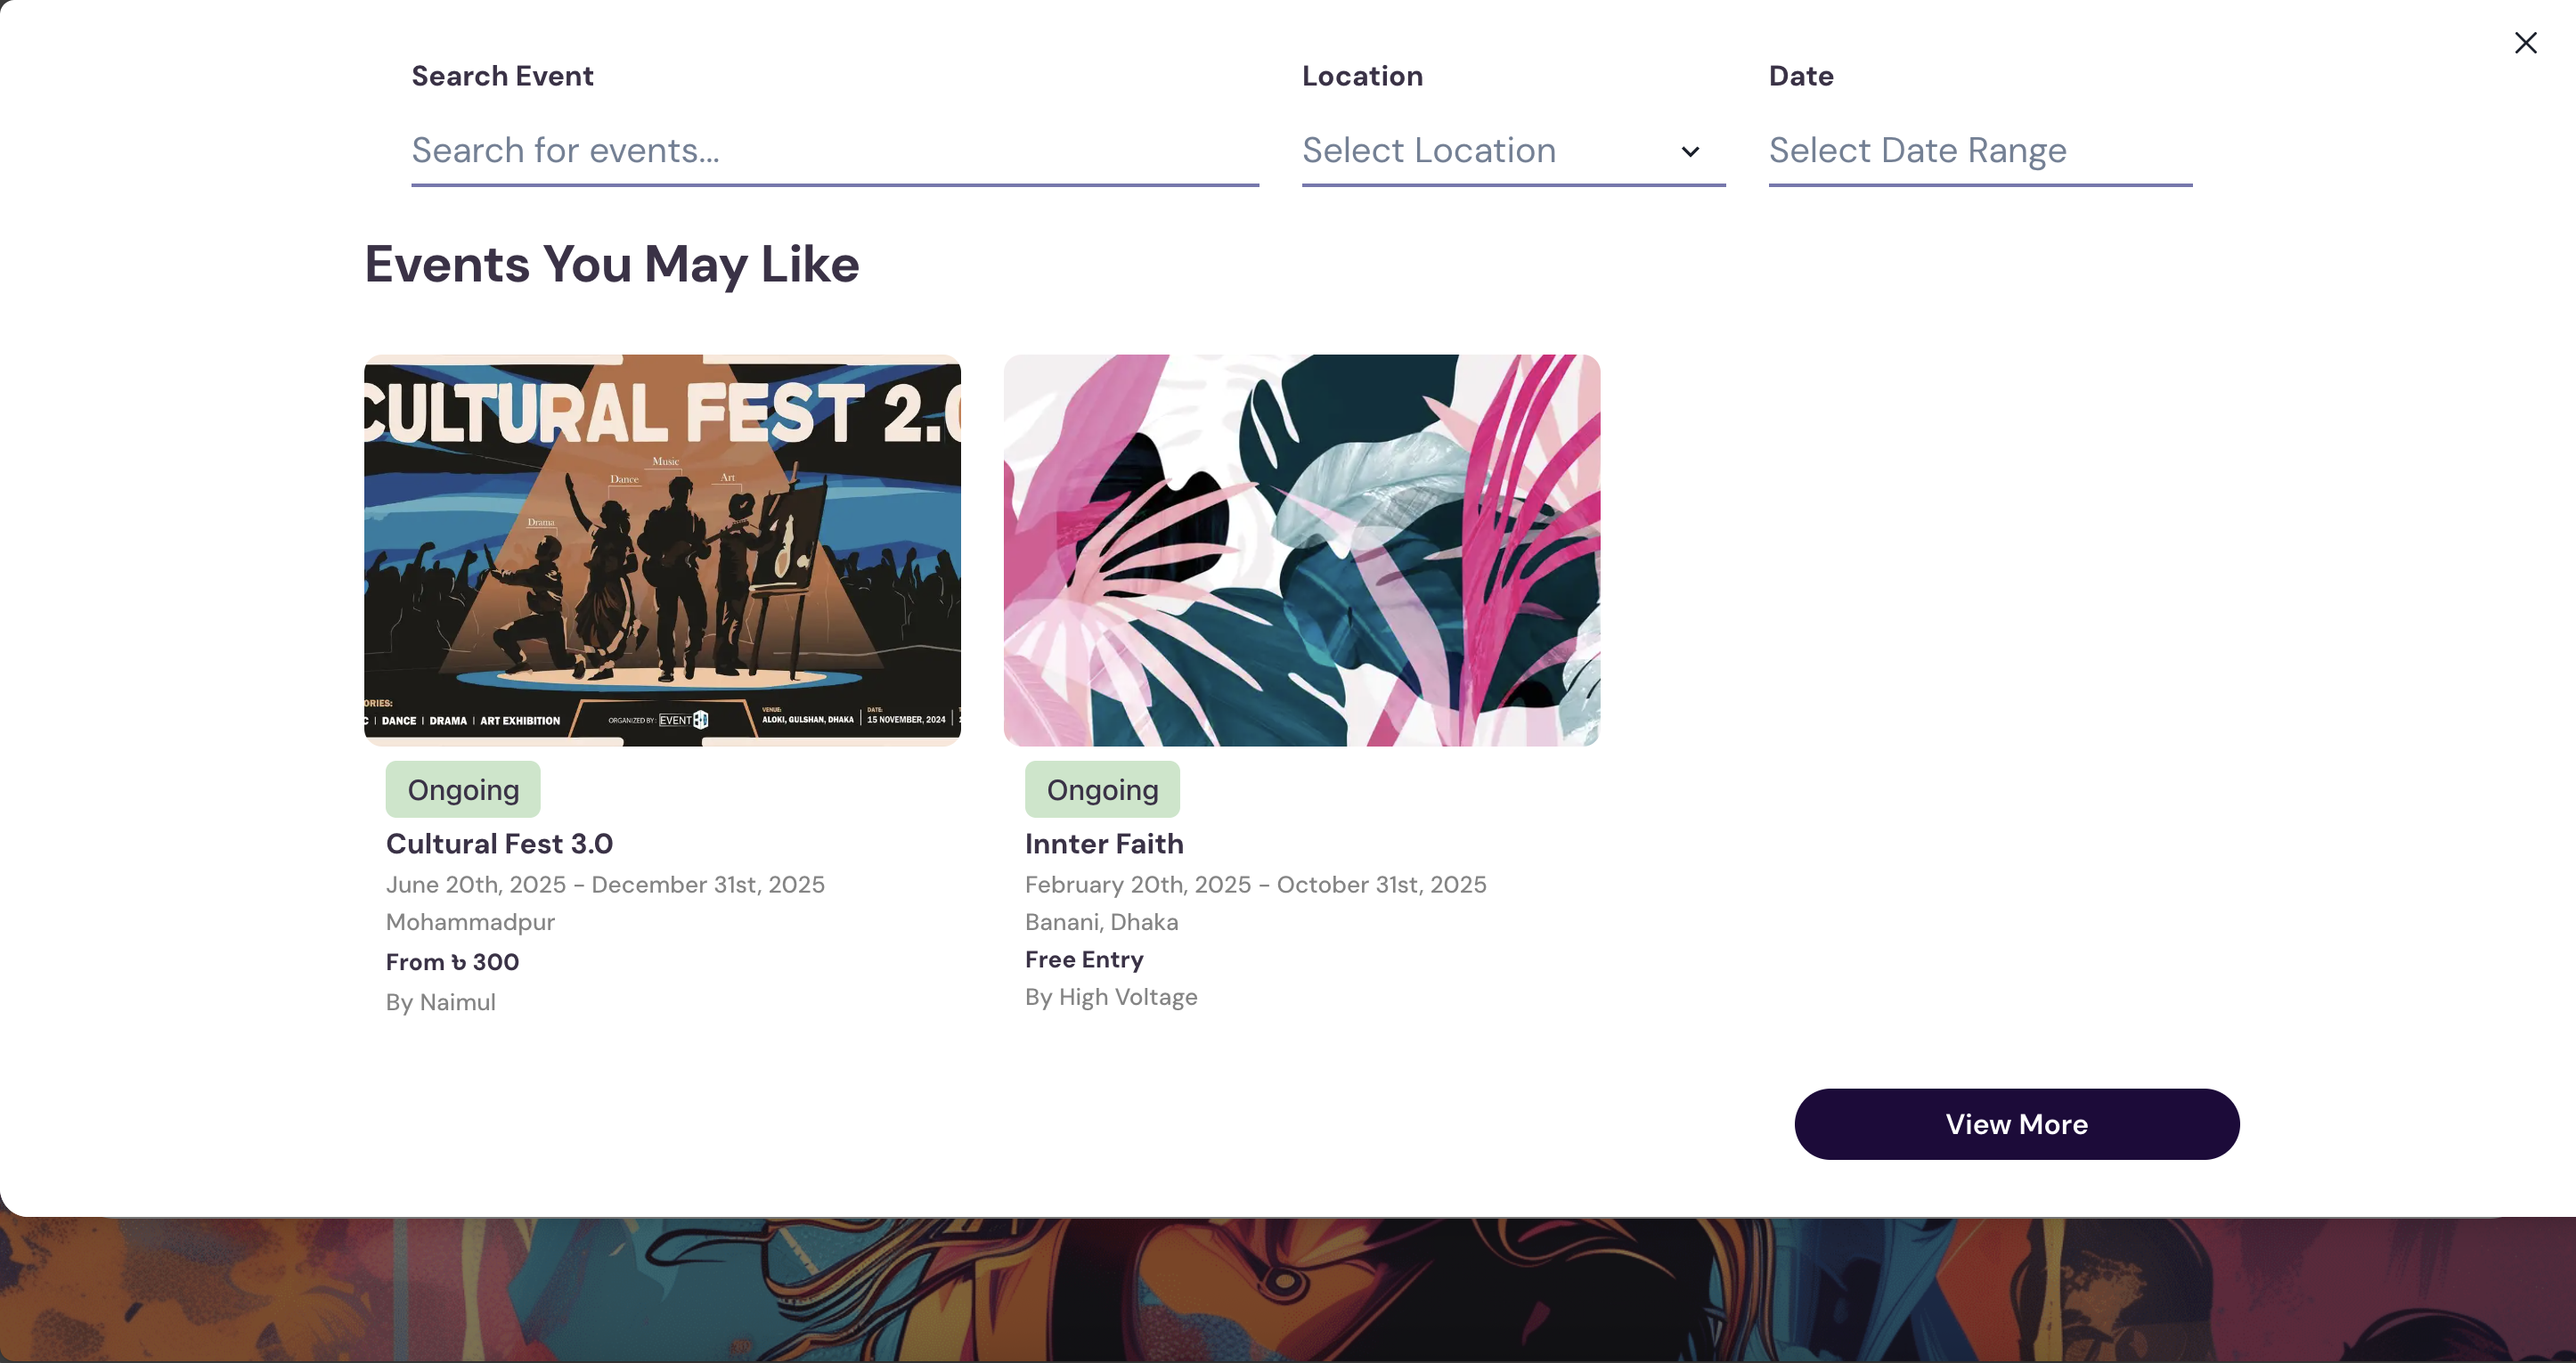 Search Event
Location
Date
Search for events...
Select Location
Select Date Range
Events You May Like
CULTURAL FEST 2.0
Music
Dance
Art
Drama
ORIES:
C | DANCE | DRAMA | ART EXHIBITION
ORGANIZED BY: EVENT
VENUE:
ALOKI, GULSHAN, DHAKA
DATE:
15 NOVEMBER, 2024
Ongoing
Cultural Fest 3.0
June 20th, 2025 - December 31st, 2025
Mohammadpur
From ৳ 300
By Naimul
Ongoing
Innter Faith
February 20th, 2025 - October 31st, 2025
Banani, Dhaka
Free Entry
By High Voltage
View More